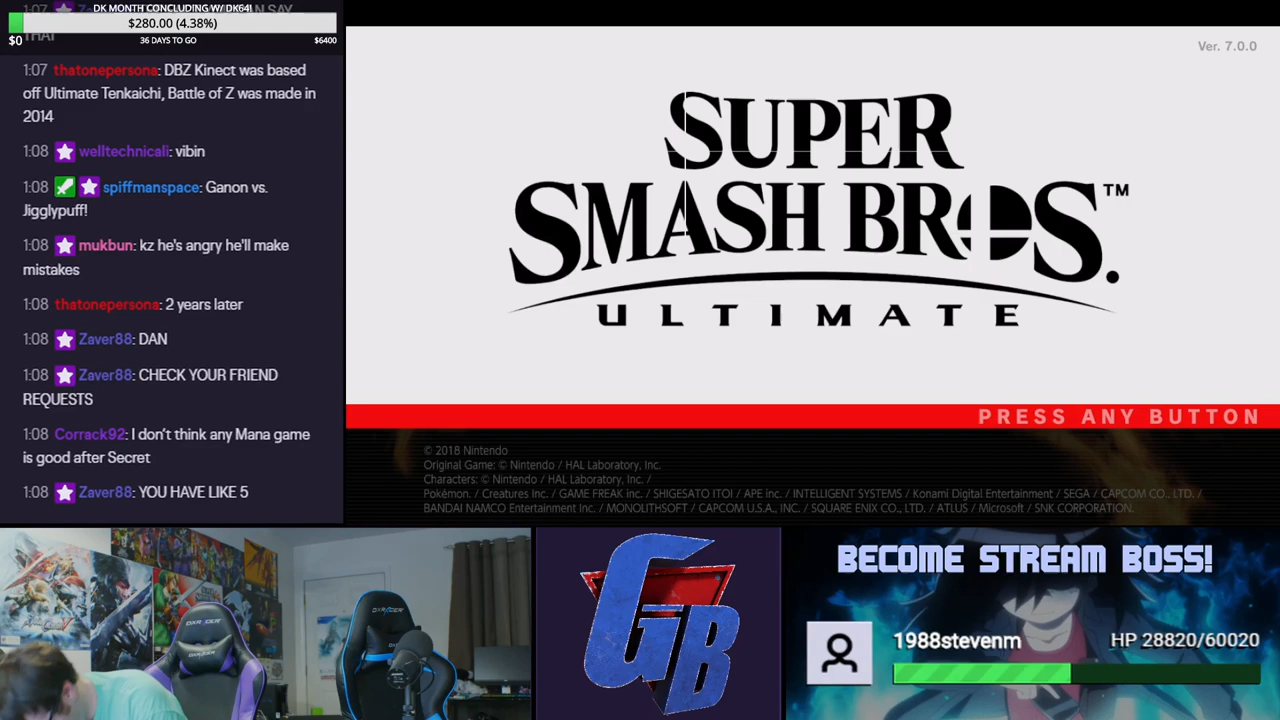 DK MONTH CONCLUDING W/ DK64!
$280.00 (4.38%)
$0
36 DAYS TO GO
$6400
1:07 thatonepersona: DBZ Kinect was based
off Ultimate Tenkaichi, Battle of Z was made in
2014
1:08 welltechnicali: vibin
1:08 spiffmanspace: Ganon vs.
Jigglypuff!
1:08 mukbun: kz he's angry he'll make
mistakes
1:08 thatonepersona: 2 years later
1:08 Zaver88: DAN
1:08 Zaver88: CHECK YOUR FRIEND
REQUESTS
1:08 Corrack92: I don't think any Mana game
is good after Secret
1:08 Zaver88: YOU HAVE LIKE 5
Ver. 7.0.0
SUPER
SMASH BROS.™
ULTIMATE
PRESS ANY BUTTON
© 2018 Nintendo
Original Game: © Nintendo / HAL Laboratory, Inc.
Characters: © Nintendo / HAL Laboratory, Inc. /
Pokémon. / Creatures Inc. / GAME FREAK inc. / SHIGESATO ITOI / APE inc. / INTELLIGENT SYSTEMS / Konami Digital Entertainment / SEGA / CAPCOM CO., LTD. /
BANDAI NAMCO Entertainment Inc. / MONOLITHSOFT / CAPCOM U.S.A., INC. / SQUARE ENIX CO., LTD. / ATLUS / Microsoft / SNK CORPORATION.
DXRACER
DXRACER
GB
BECOME STREAM BOSS!
1988stevenm
HP 28820/60020